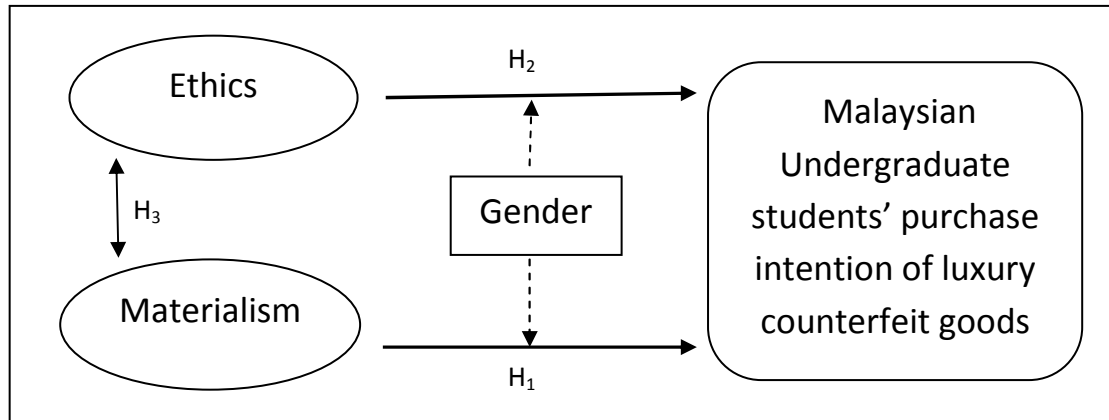 Ethics
H₂
Malaysian
Undergraduate
students’ purchase
intention of luxury
counterfeit goods
H₃
Gender
Materialism
H₁